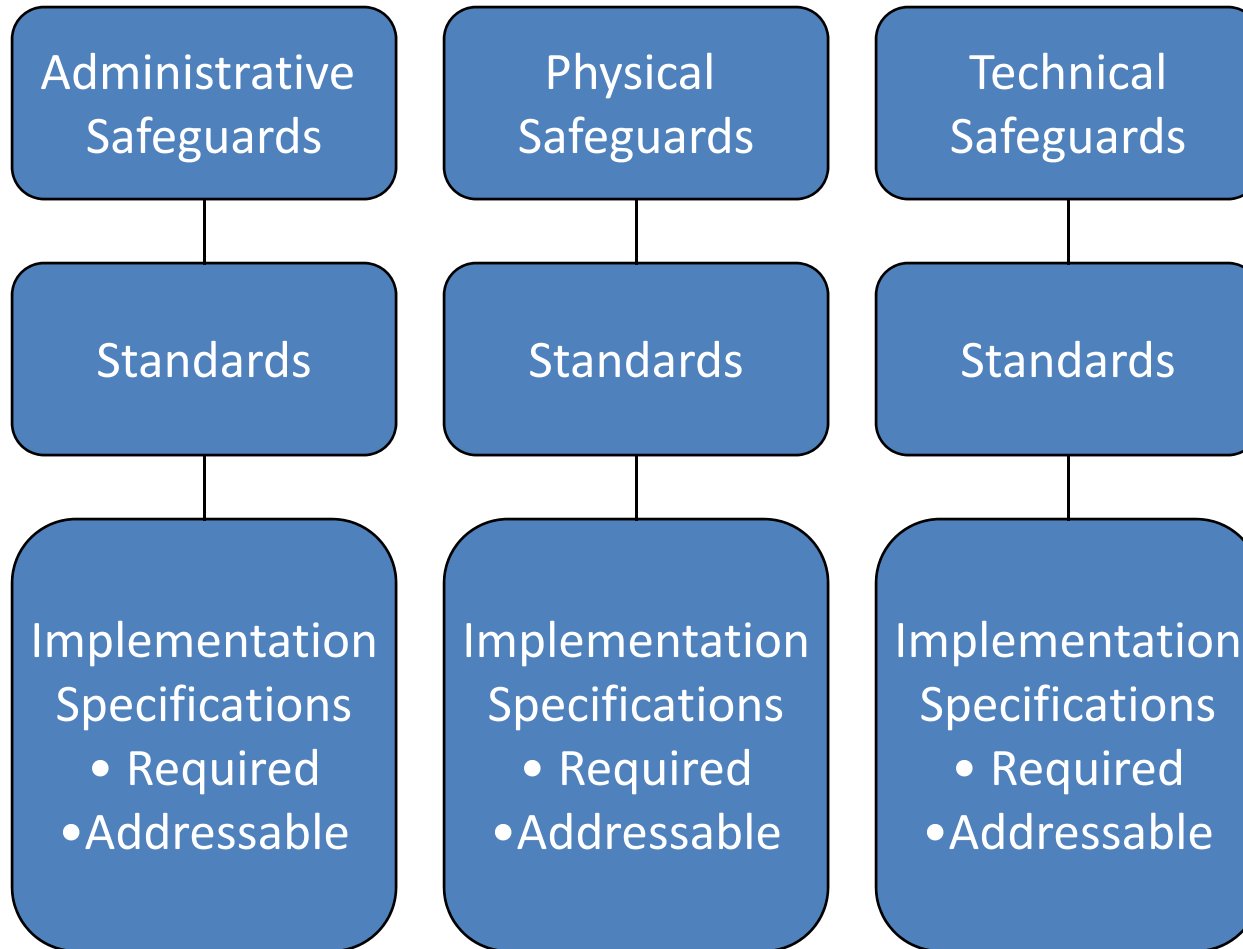 Administrative
Safeguards
Physical
Safeguards
Technical
Safeguards
Standards
Standards
Standards
Implementation
Specifications
• Required
•Addressable
Implementation
Specifications
• Required
•Addressable
Implementation
Specifications
• Required
•Addressable